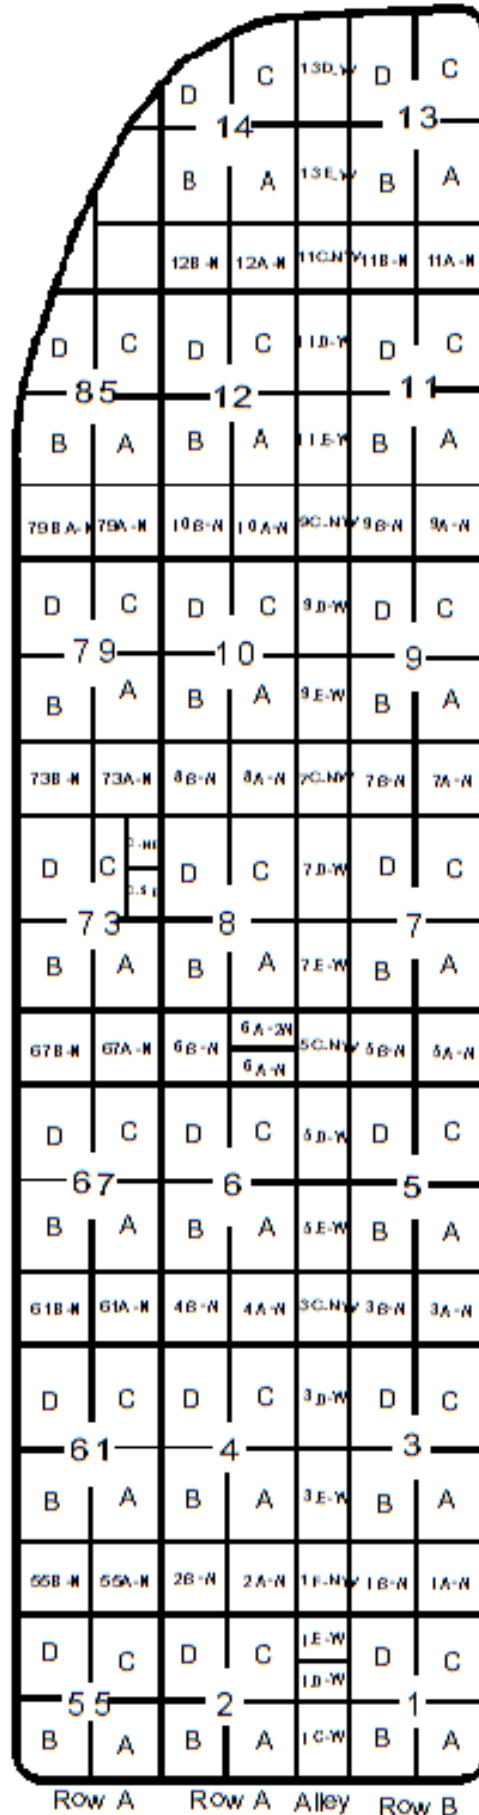 D C 13D-W D C
14 13
B A 13E-W B A
12B-N 12A-N 11C-NW 11B-N 11A-N
D C D C 11D-W D C
85 12 11
B A B A 11E-W B A
79B A-N 79A-N 10B-N 10A-N 9C-NW 9B-N 9A-N
D C D C 9D-W D C
79 10 9
B A B A 9E-W B A
73B-N 73A-N 8B-N 8A-N 7C-NW 7B-N 7A-N
D C D C 7D-W D C
73 8 7
B A B A 7E-W B A
67B-N 67A-N 6B-N 6A-2N 5C-NW 5B-N 5A-N
6A-N
D C D C 5D-W D C
67 6 5
B A B A 5E-W B A
61B-N 61A-N 4B-N 4A-N 3C-NW 3B-N 3A-N
D C D C 3D-W D C
61 4 3
B A B A 3E-W B A
55B-N 55A-N 2B-N 2A-N 1F-NW 1B-N 1A-N
D C D C 1E-W D C
1D-W
55 2 1
B A B A 1C-W B A
Row A Row A Alley Row B